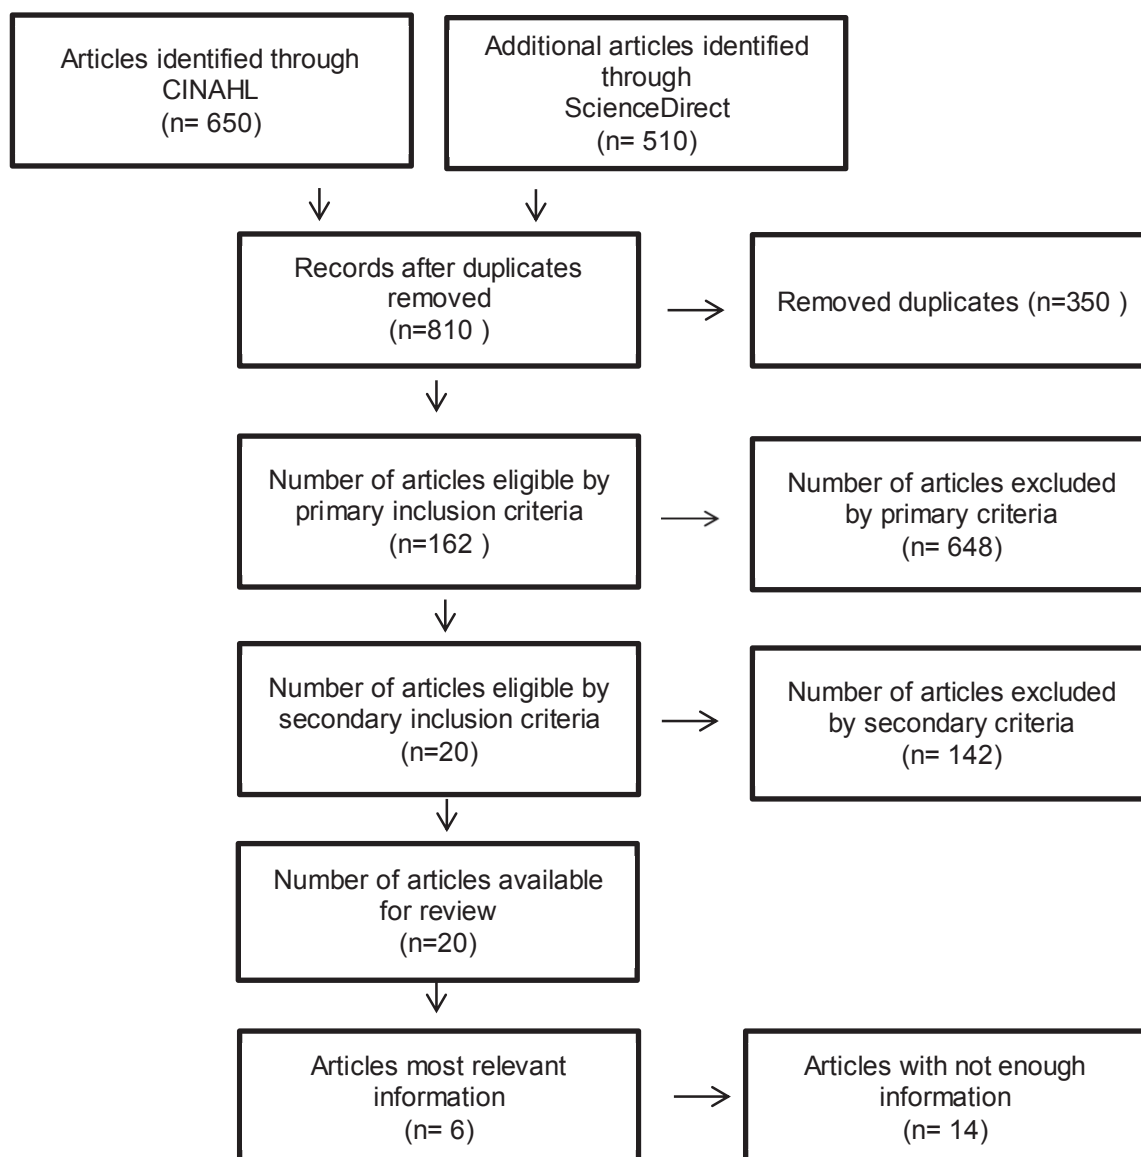 Articles identified through
CINAHL
(n= 650)
Additional articles identified
through
ScienceDirect
(n= 510)
Records after duplicates
removed
(n=810 )
Removed duplicates (n=350 )
Number of articles eligible by
primary inclusion criteria
(n=162 )
Number of articles excluded
by primary criteria
(n= 648)
Number of articles eligible by
secondary inclusion criteria
(n=20)
Number of articles excluded
by secondary criteria
(n= 142)
Number of articles available
for review
(n=20)
Articles most relevant
information
(n= 6)
Articles with not enough
information
(n= 14)